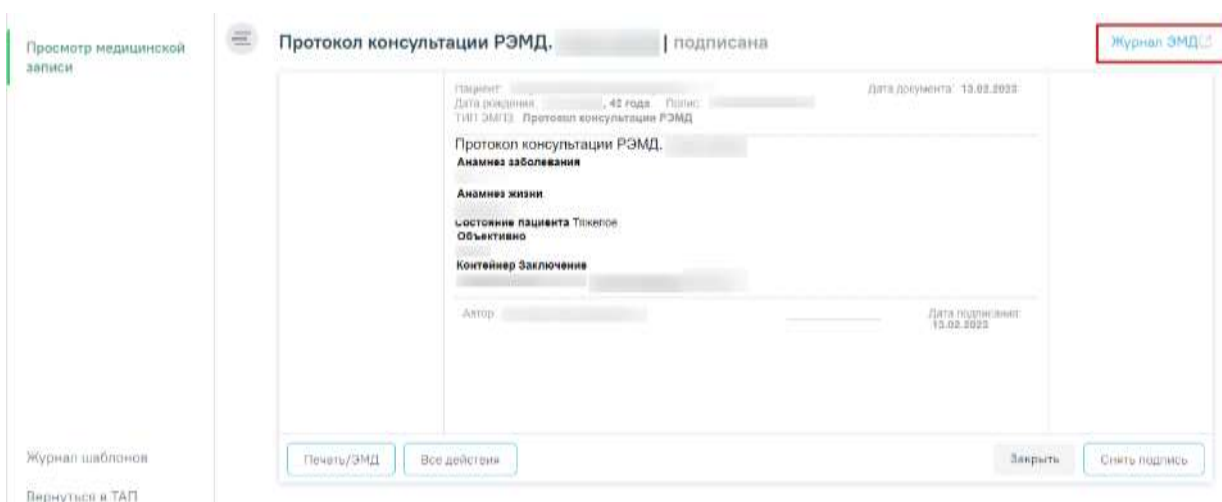 Просмотр медицинской
записи
Протокол консультации РЭМД. | подписана
Журнал ЭМД
Пациент:
Дата документа: 13.02.2023
Дата рождения: , 42 года Полис:
ТИП ЭМПЗ: Протокол консультации РЭМД
Протокол консультации РЭМД.
Анамнез заболевания
Анамнез жизни
Состояние пациента Тяжелое
Объективно
Контейнер Заключение
Автор:
Дата подписания:
13.02.2023
Печать/ЭМД
Все действия
Закрыть
Снять подпись
Журнал шаблонов
Вернуться в ТАП